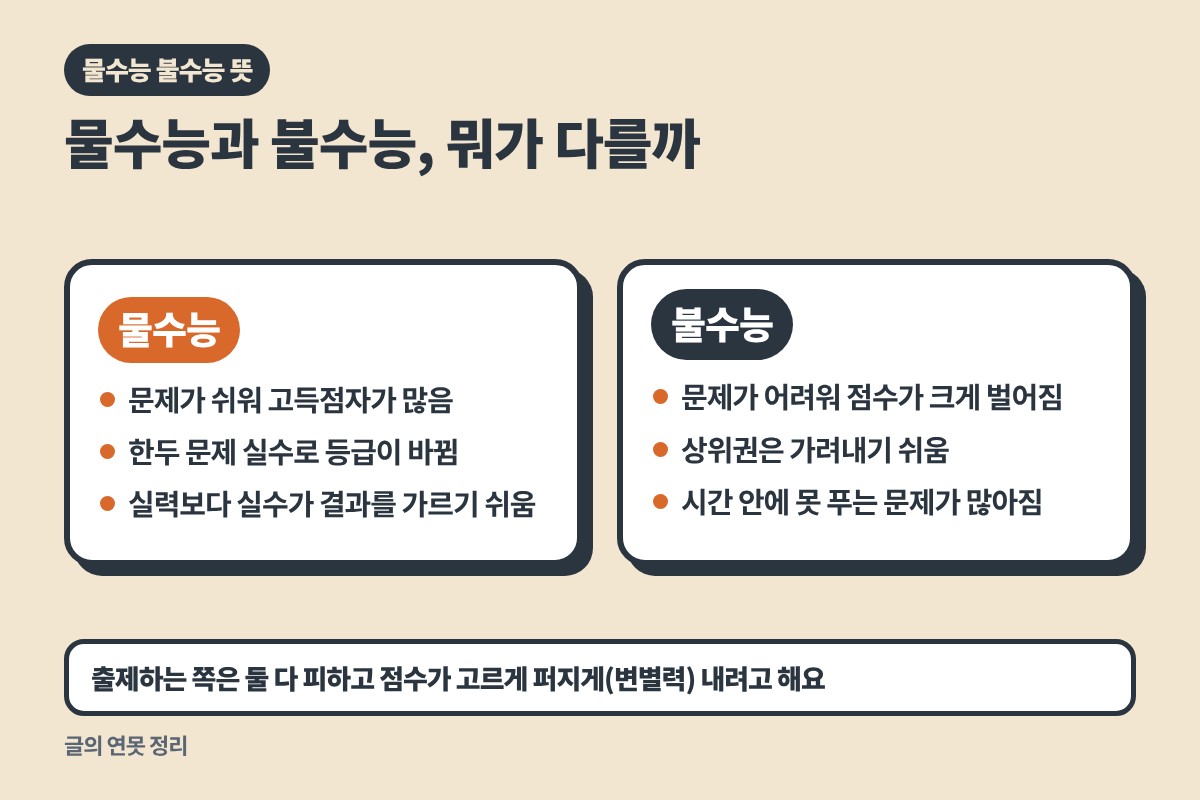 물수능 불수능 뜻
물수능과 불수능, 뭐가 다를까
물수능
문제가 쉬워 고득점자가 많음
한두 문제 실수로 등급이 바뀜
실력보다 실수가 결과를 가르기 쉬움
불수능
문제가 어려워 점수가 크게 벌어짐
상위권은 가려내기 쉬움
시간 안에 못 푸는 문제가 많아짐
출제하는 쪽은 둘 다 피하고 점수가 고르게 퍼지게(변별력) 내려고 해요
글의 연못 정리